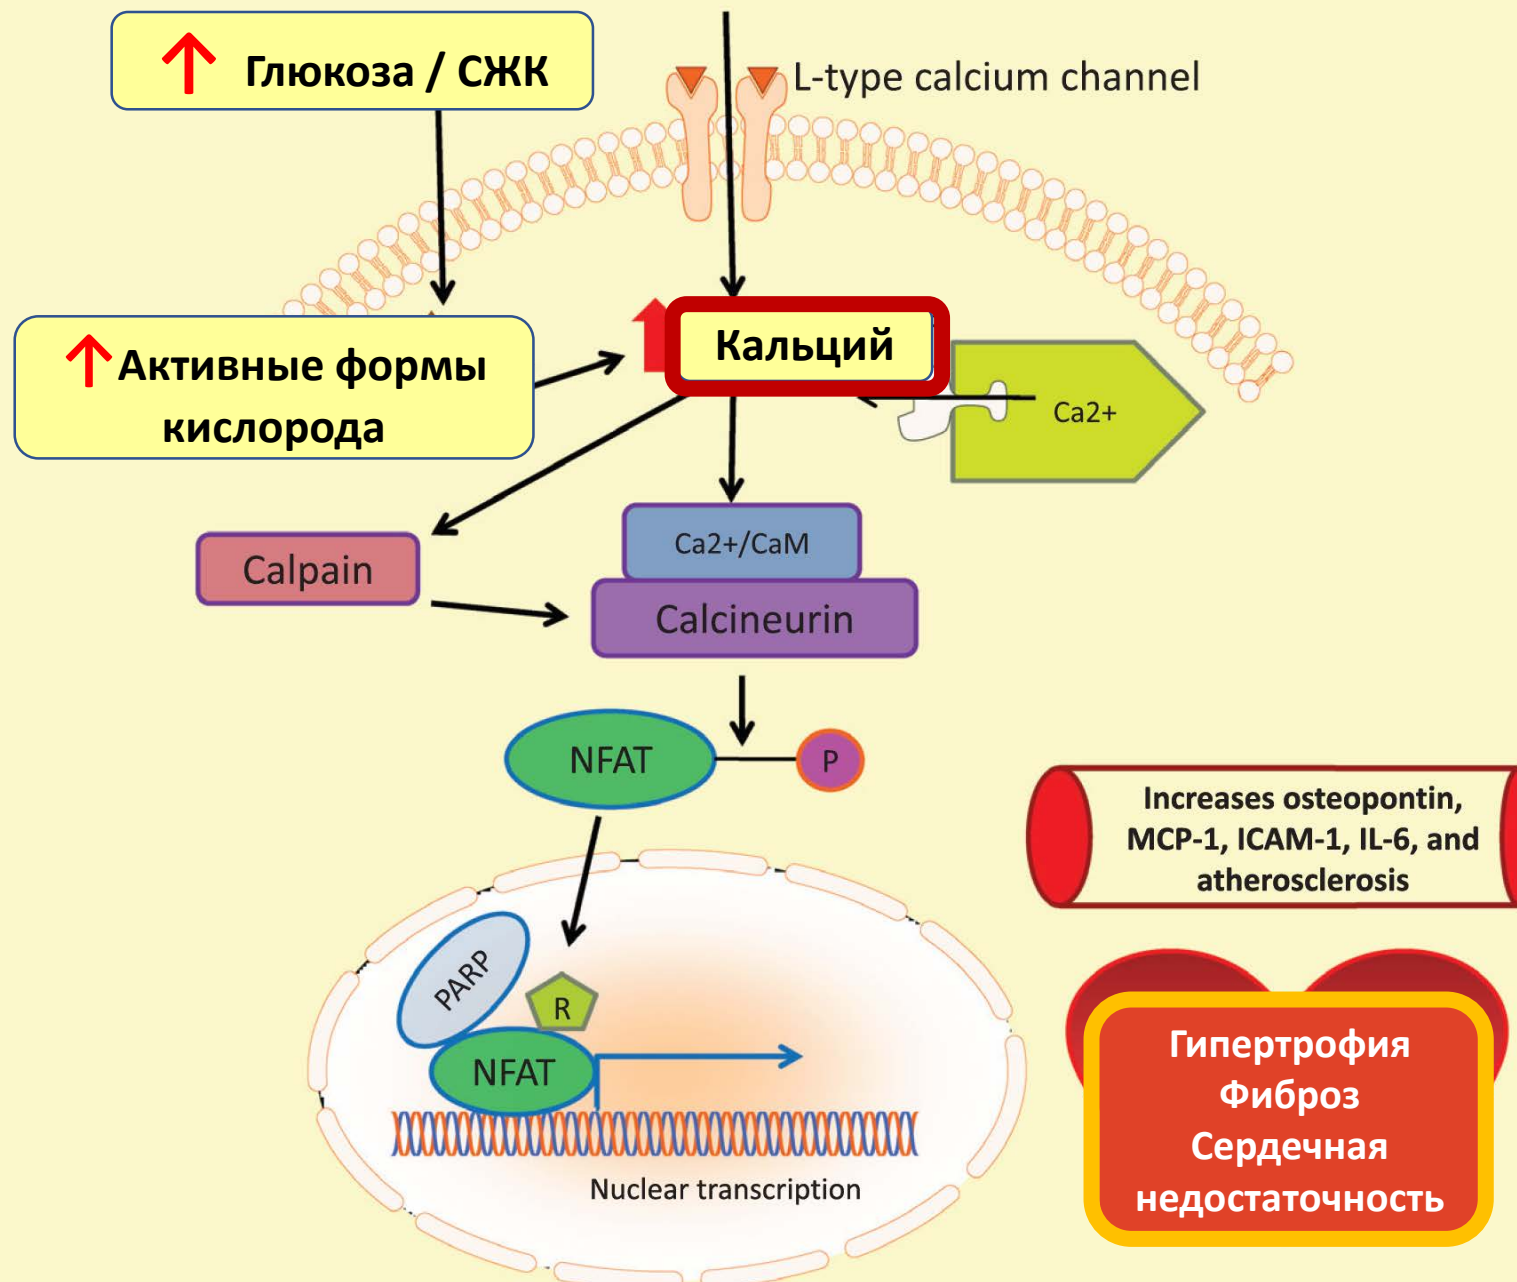 ↑ Глюкоза / СЖК
L-type calcium channel
↑ Активные формы
кислорода
Кальций
Ca2+
Calpain
Ca2+/CaM
Calcineurin
NFAT
P
Increases osteopontin,
MCP-1, ICAM-1, IL-6, and
atherosclerosis
PARP
R
NFAT
Nuclear transcription
Гипертрофия
Фиброз
Сердечная
недостаточность